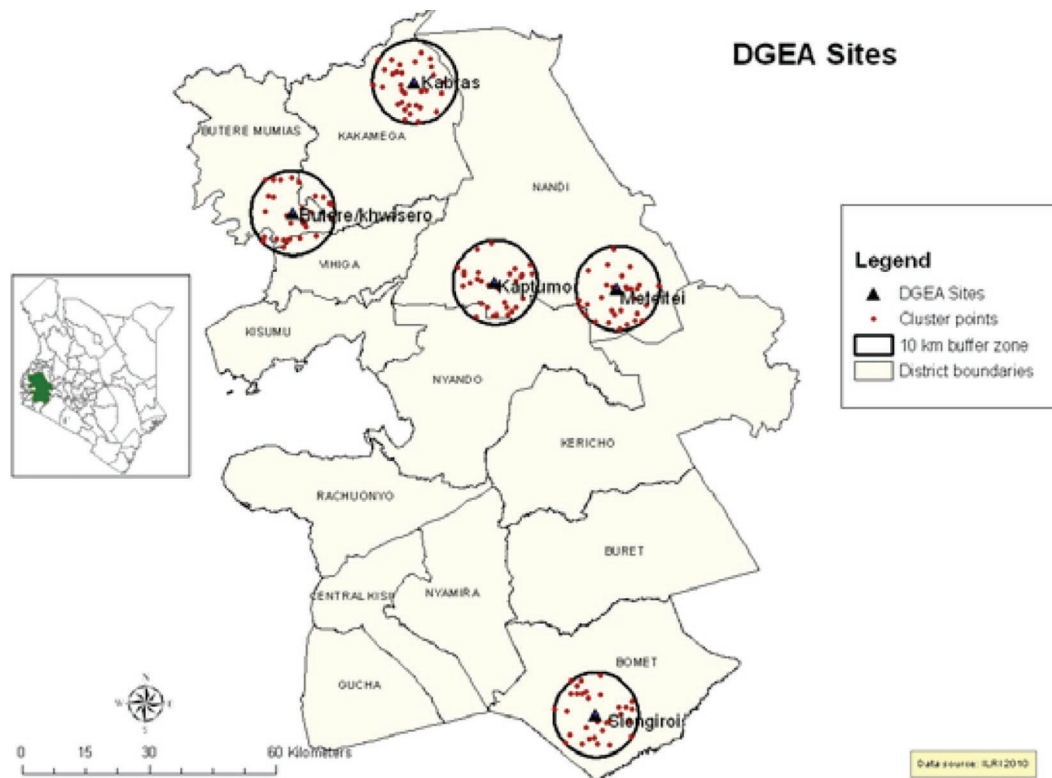 DGEA Sites
Kabras
BUTERE MUMIAS
KAKAMEGA
NANDI
Butere/khwisero
VIHIGA
Kaptumo
Meteitei
KISUMU
NYANDO
KERICHO
RACHUONYO
BURET
CENTRAL KISII
NYAMIRA
BOMET
GUCHA
Siongiroi
Legend
DGEA Sites
Cluster points
10 km buffer zone
District boundaries
N
W
E
S
0 15 30 60 Kilometers
Data source: ILRI 2010